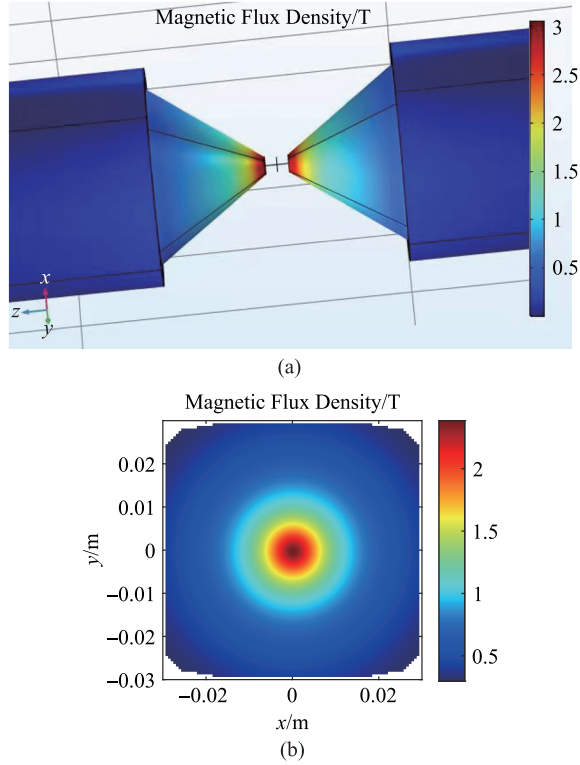 Magnetic Flux Density/T
3
2.5
2
1.5
1
0.5
x
z
y
(a)
Magnetic Flux Density/T
0.02
0.01
0
−0.01
−0.02
−0.03
y/m
−0.02 0 0.02
x/m
2
1.5
1
0.5
(b)